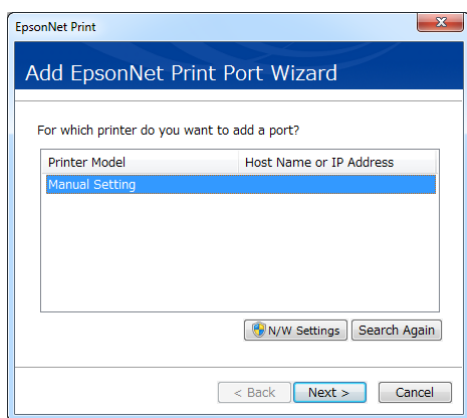 EpsonNet Print
Add EpsonNet Print Port Wizard
For which printer do you want to add a port?
Printer Model Host Name or IP Address
Manual Setting
N/W Settings Search Again
< Back Next > Cancel